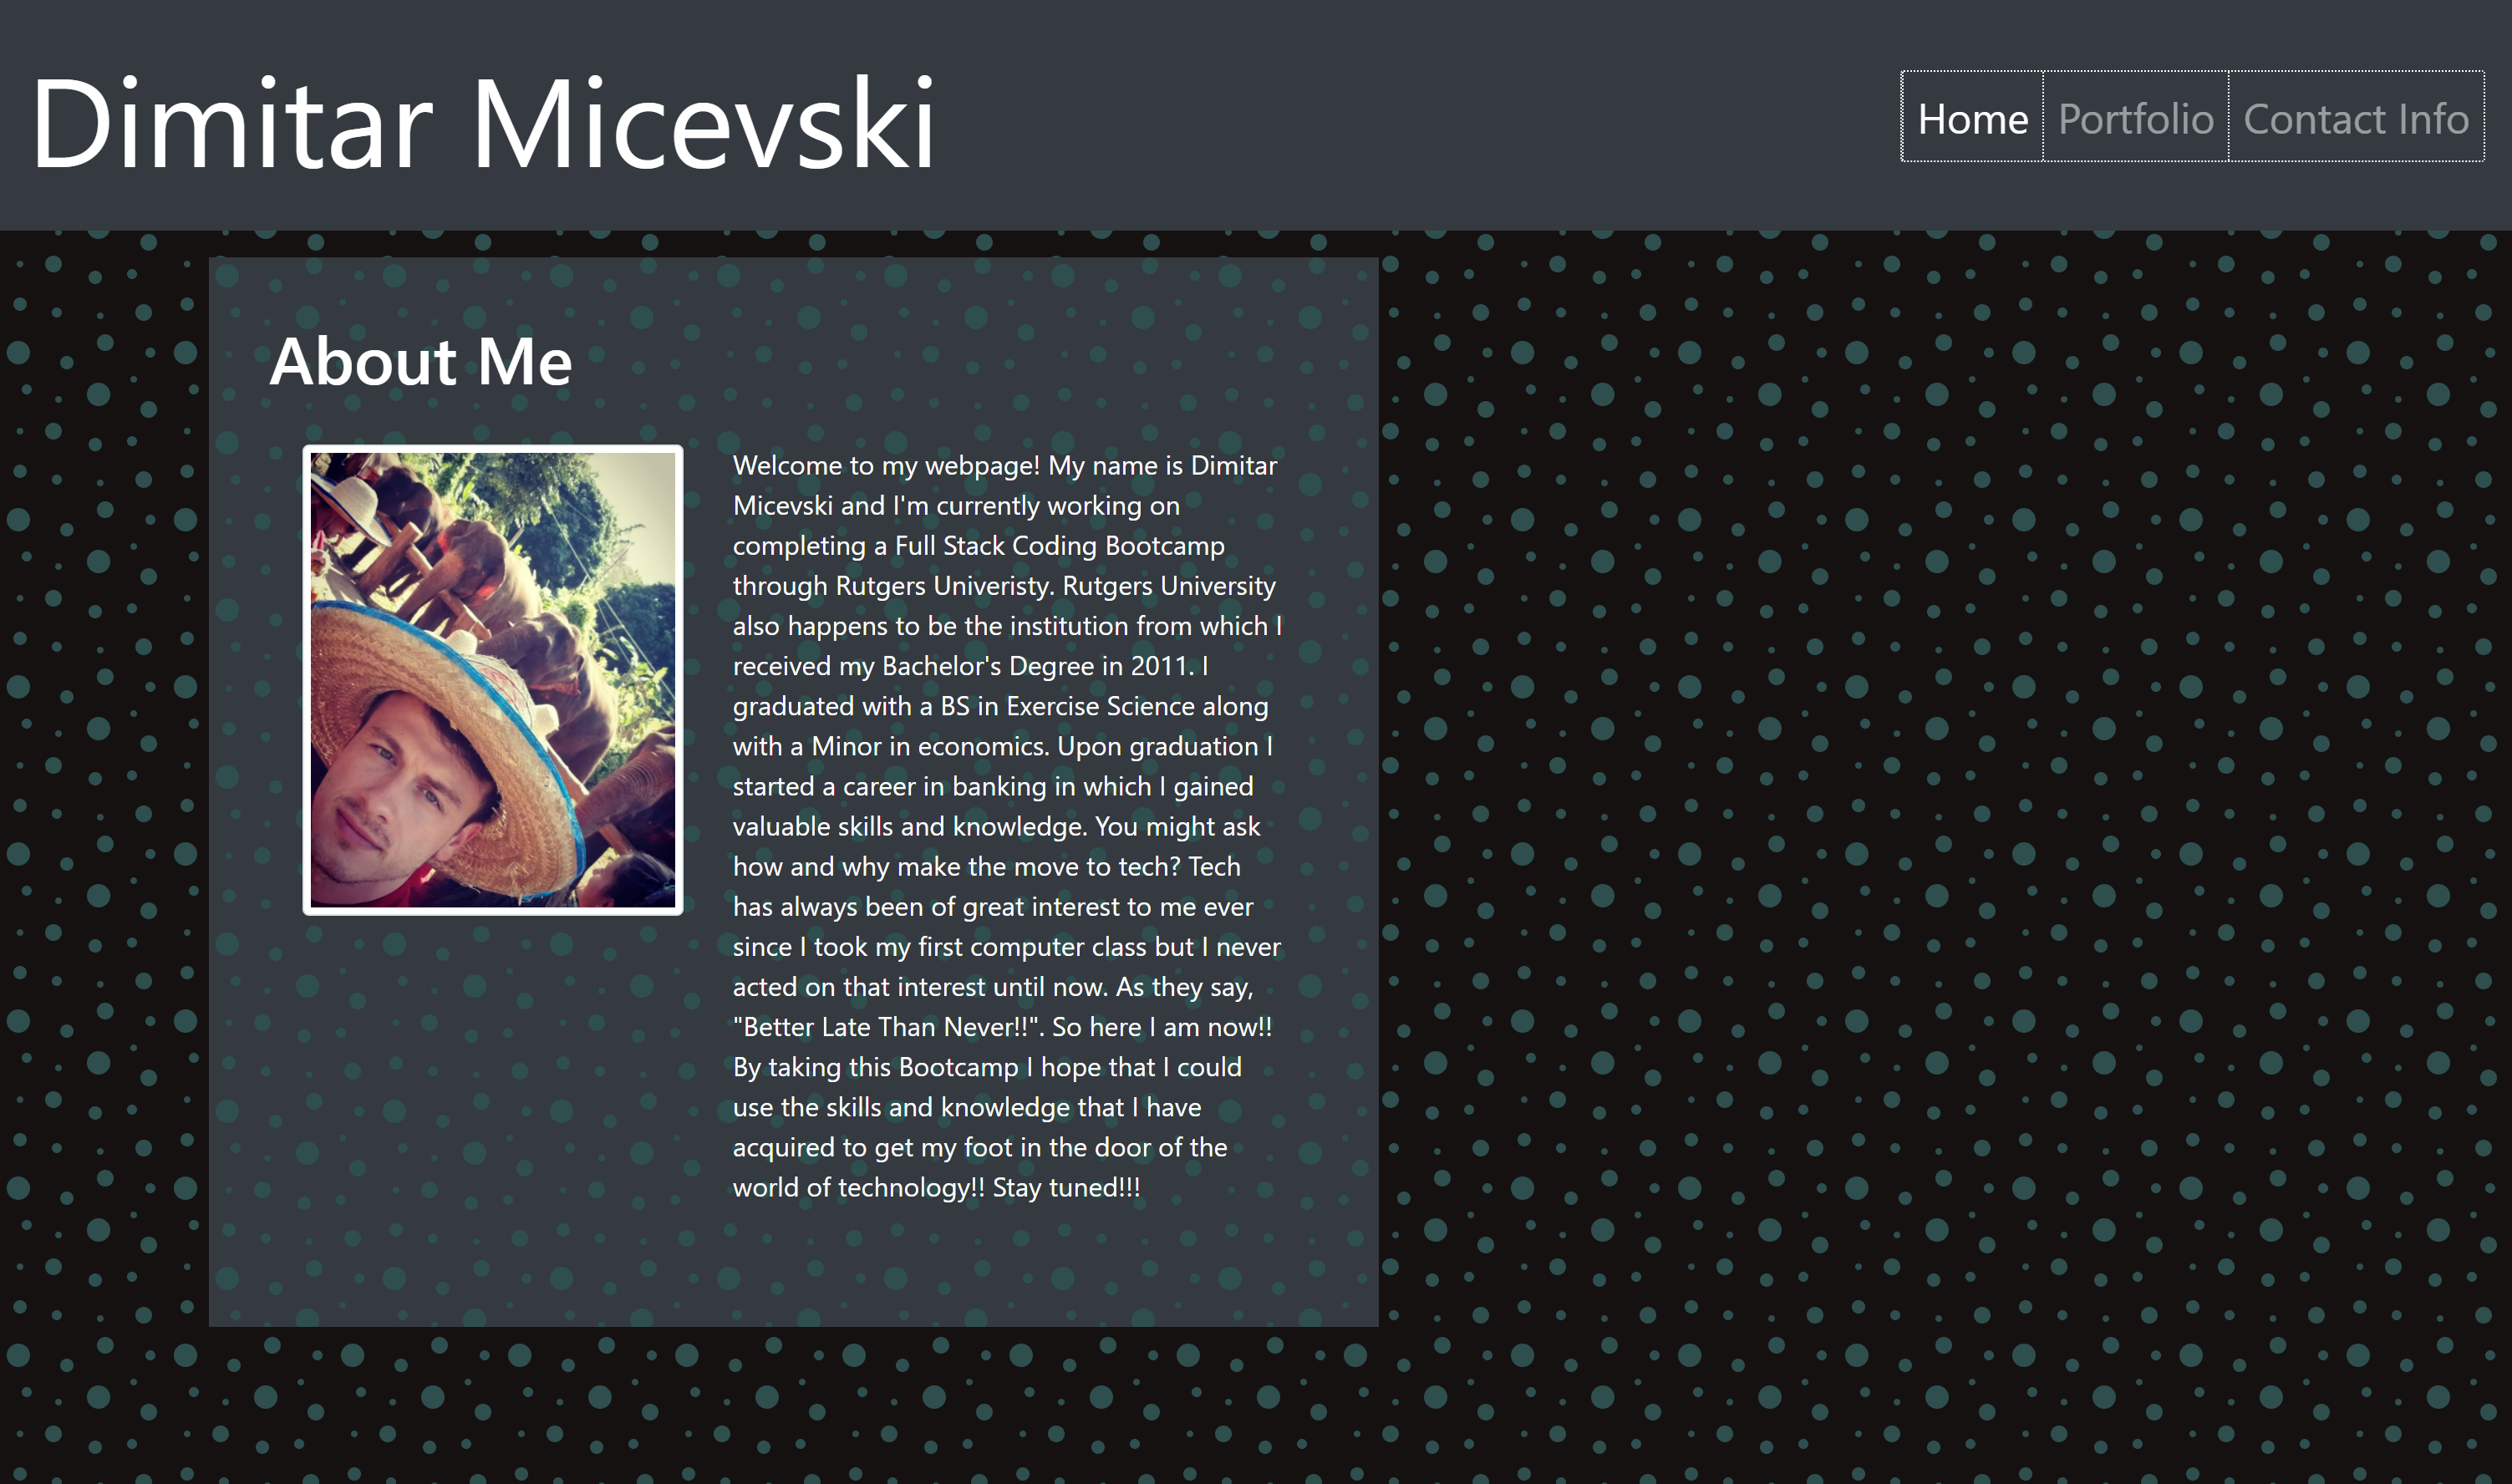 Dimitar Micevski
Home Portfolio Contact Info
About Me
Welcome to my webpage! My name is Dimitar
Micevski and I'm currently working on
completing a Full Stack Coding Bootcamp
through Rutgers Univeristy. Rutgers University
also happens to be the institution from which I
received my Bachelor's Degree in 2011. I
graduated with a BS in Exercise Science along
with a Minor in economics. Upon graduation I
started a career in banking in which I gained
valuable skills and knowledge. You might ask
how and why make the move to tech? Tech
has always been of great interest to me ever
since I took my first computer class but I never
acted on that interest until now. As they say,
"Better Late Than Never!!". So here I am now!!
By taking this Bootcamp I hope that I could
use the skills and knowledge that I have
acquired to get my foot in the door of the
world of technology!! Stay tuned!!!